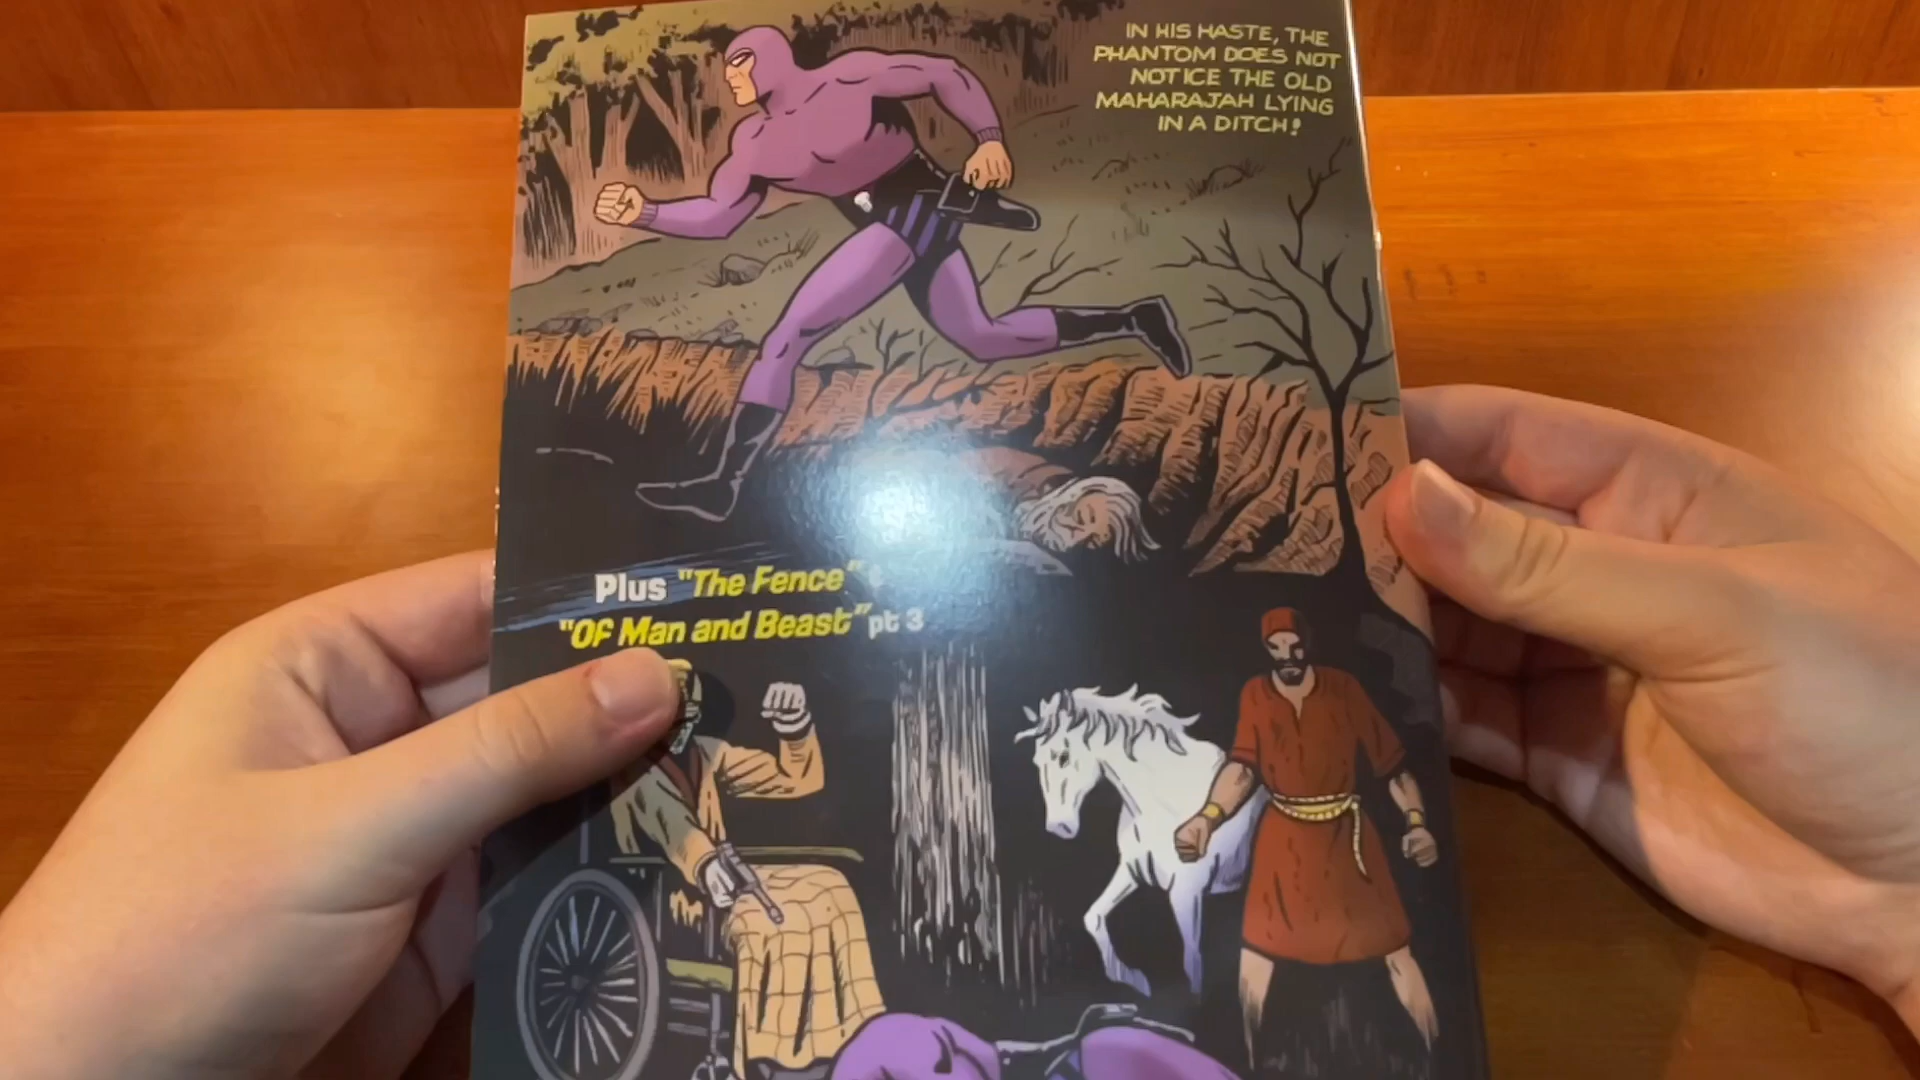 IN HIS HASTE, THE
PHANTOM DOES NOT
NOTICE THE OLD
MAHARAJAH LYING
IN A DITCH!
Plus "The Fence"
"Of Man and Beast" pt 3